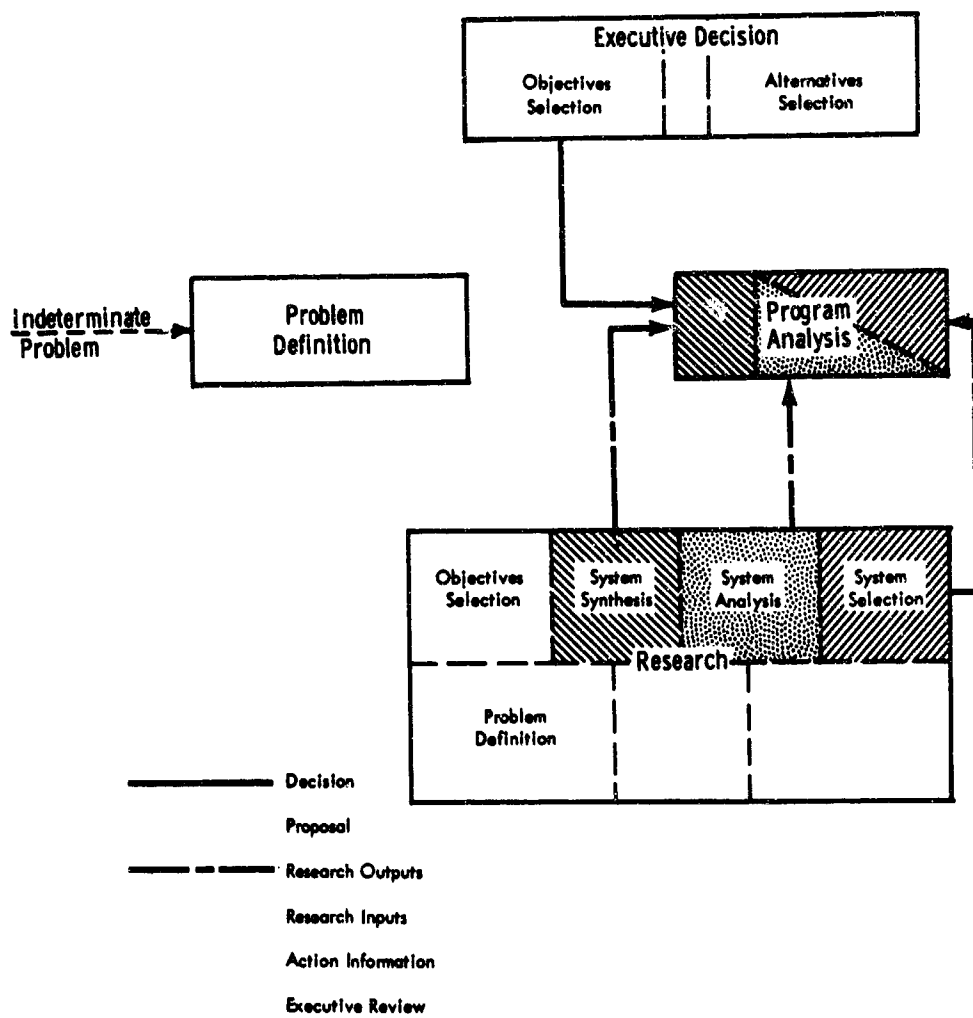 Executive Decision
Objectives
Selection
Alternatives
Selection
Indeterminate
Problem
Problem
Definition
Program
Analysis
Objectives
Selection
System
Synthesis
System
Analysis
System
Selection
Research
Problem
Definition
Decision
Proposal
Research Outputs
Research Inputs
Action Information
Executive Review